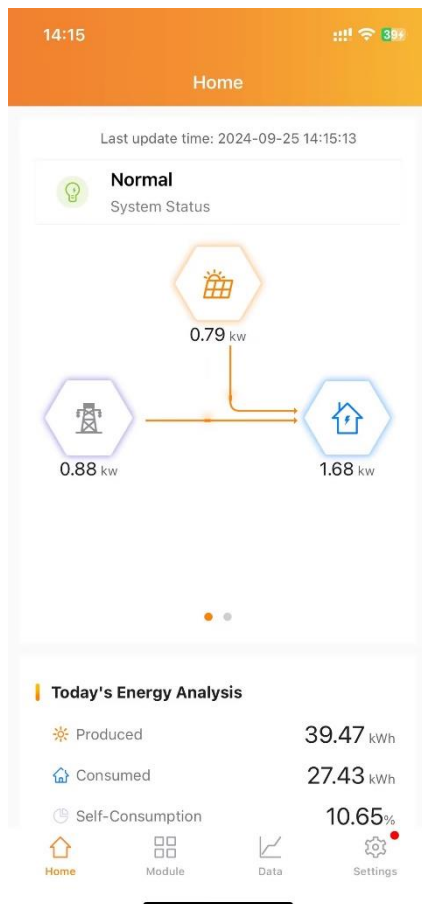 14:15
39
Home
Last update time: 2024-09-25 14:15:13
Normal
System Status
0.79 kw
0.88 kw
1.68 kw
Today's Energy Analysis
Produced
39.47 kWh
Consumed
27.43 kWh
Self-Consumption
10.65%
Home
Module
Data
Settings